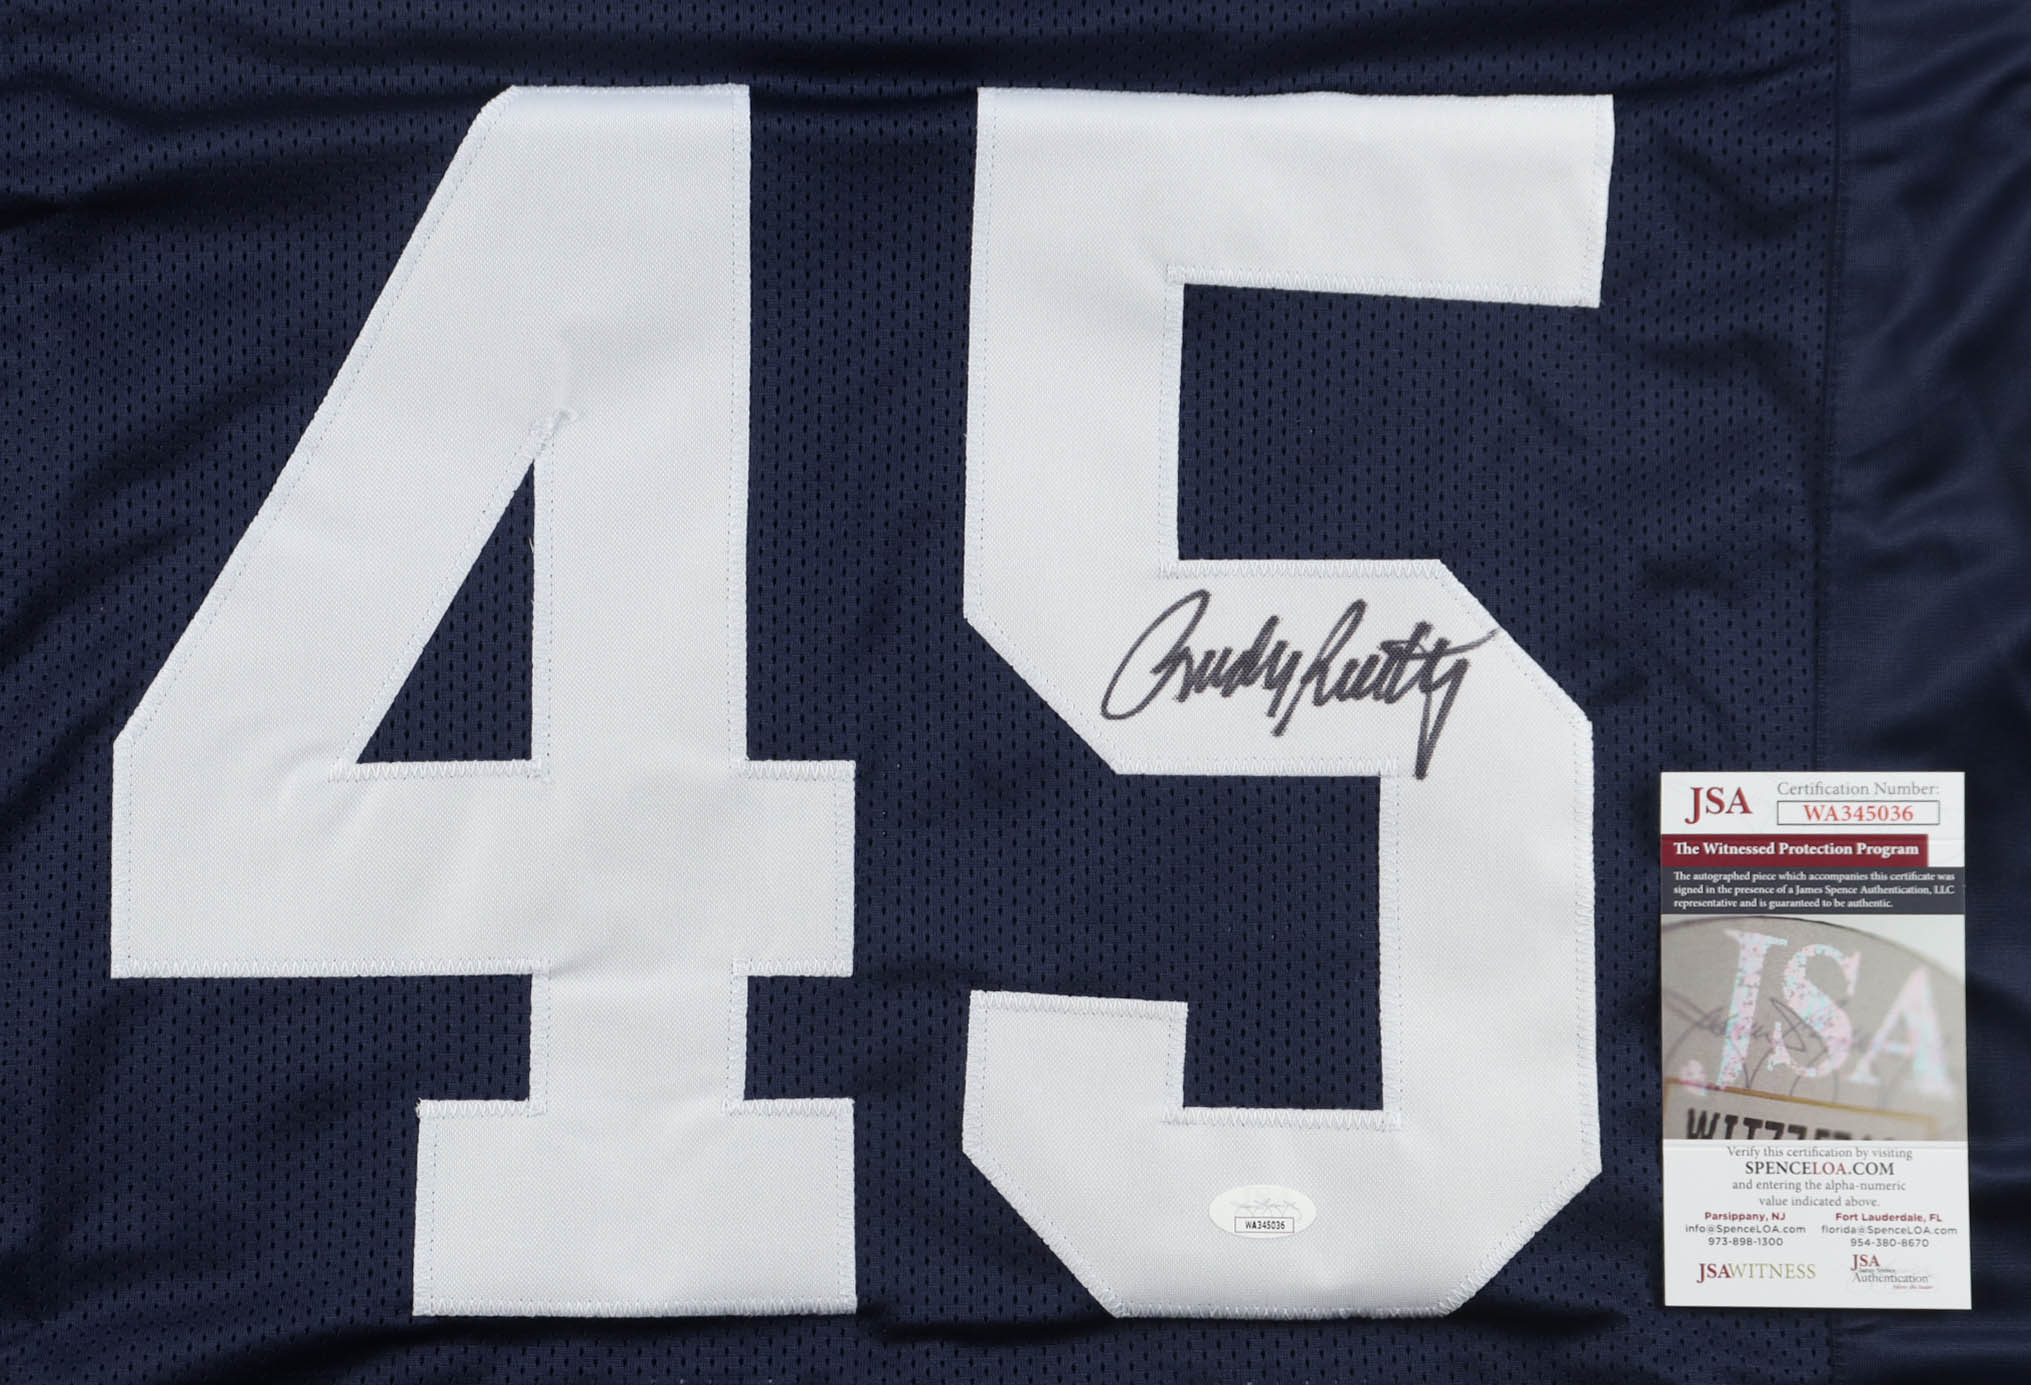 45
Rudy Ruettiger
JSA
Certification Number:
WA345036
The Witnessed Protection Program
The autographed piece which accompanies this certificate was
signed in the presence of a James Spence Authentication, LLC
representative and is guaranteed to be authentic.
JSA
Verify this certification by visiting
SPENCELOA.COM
and entering the alpha-numeric
value indicated above.
Parsippany, NJ
info@SpenceLOA.com
973-898-1300
Fort Lauderdale, FL
florida@SpenceLOA.com
954-380-8670
JSAWITNESS
JSA
James Spence
Authentication
WA345036